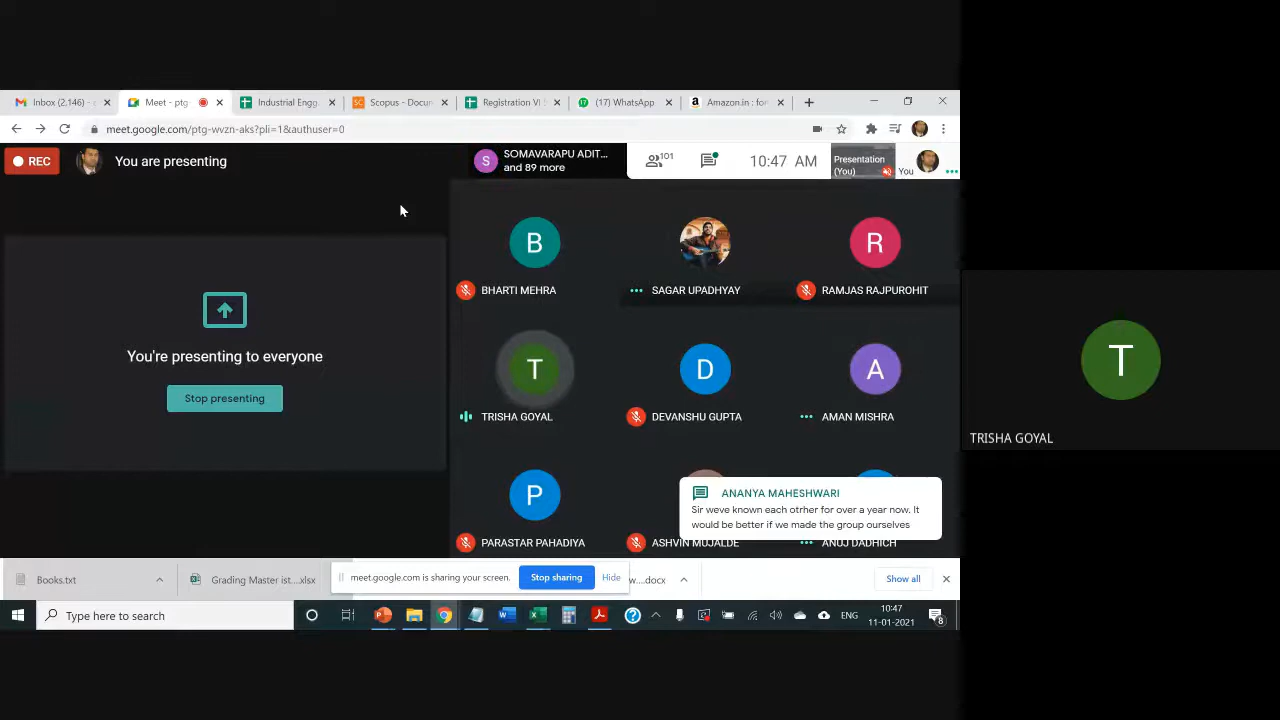 Inbox (2,146) -
Meet - ptg
Industrial Engg.
Scopus - Docu
Registration VI S
17
(17) WhatsApp
a
Amazon.in : for
meet.google.com/ptg-wvzn-aks?pli=1&authuser=0
REC
You are presenting
S
SOMAVARAPU ADIT...
and 89 more
101
10:47 AM
Presentation
(You)
You
B
BHARTI MEHRA
SAGAR UPADHYAY
R
RAMJAS RAJPUROHIT
You're presenting to everyone
Stop presenting
T
TRISHA GOYAL
D
DEVANSHU GUPTA
A
AMAN MISHRA
T
TRISHA GOYAL
P
PARASTAR PAHADIYA
ASHVIN MUJALDE
ANUJ DADHICH
ANANYA MAHESHWARI
Sir weve known each otrher for over a year now. It
would be better if we made the group ourselves
Books.txt
Grading Master ist....xlsx
meet.google.com is sharing your screen.
Stop sharing
Hide
w....docx
Show all
Type here to search
ENG
10:47
11-01-2021
8